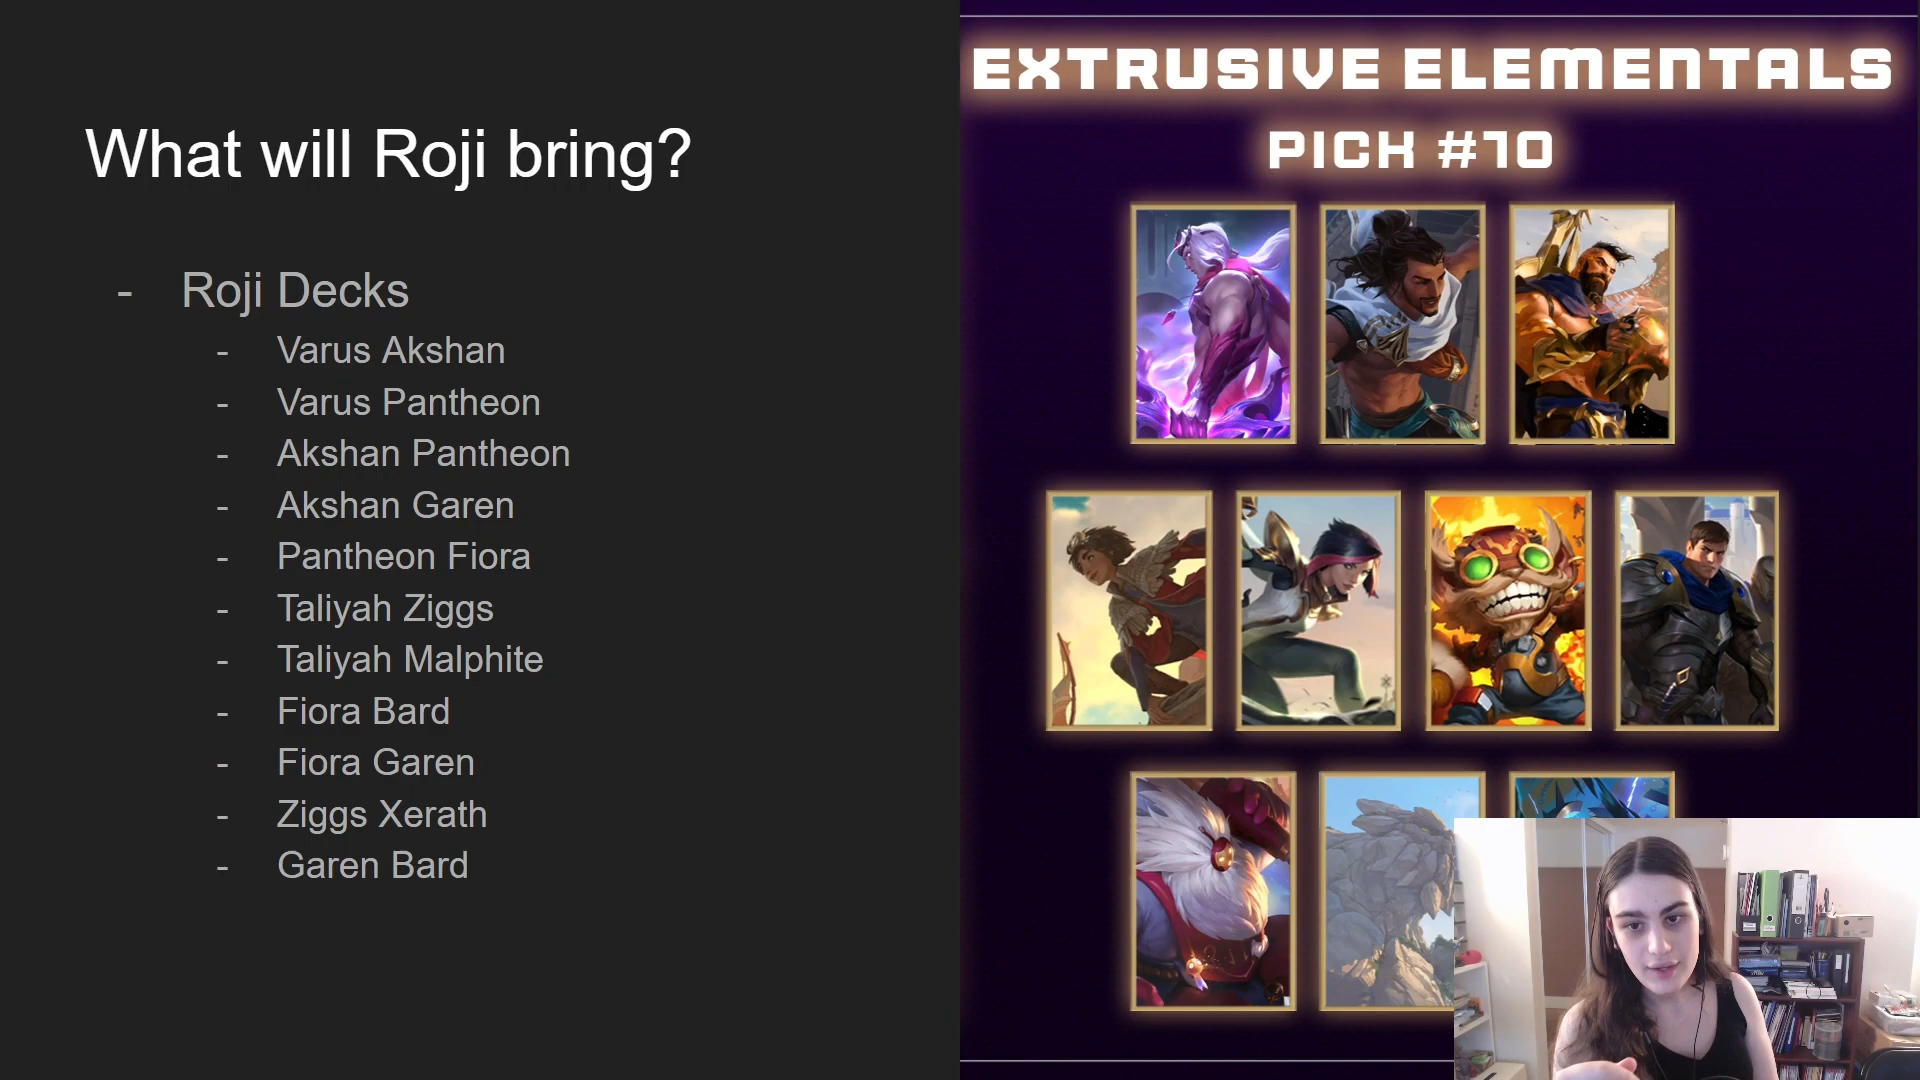 What will Roji bring?
- Roji Decks
- Varus Akshan
- Varus Pantheon
- Akshan Pantheon
- Akshan Garen
- Pantheon Fiora
- Taliyah Ziggs
- Taliyah Malphite
- Fiora Bard
- Fiora Garen
- Ziggs Xerath
- Garen Bard
EXTRUSIVE ELEMENTALS
PICK #10